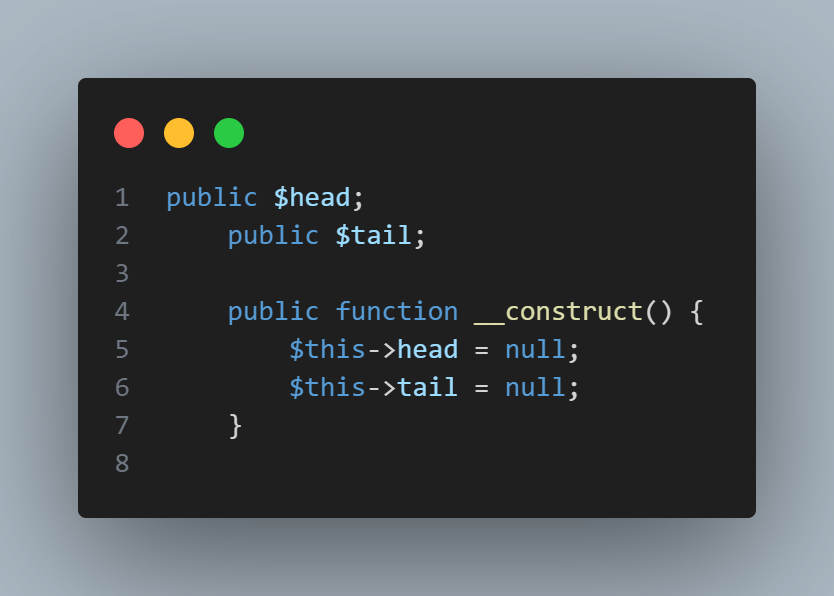 1 public $head;
2     public $tail;
3
4     public function __construct() {
5         $this->head = null;
6         $this->tail = null;
7     }
8